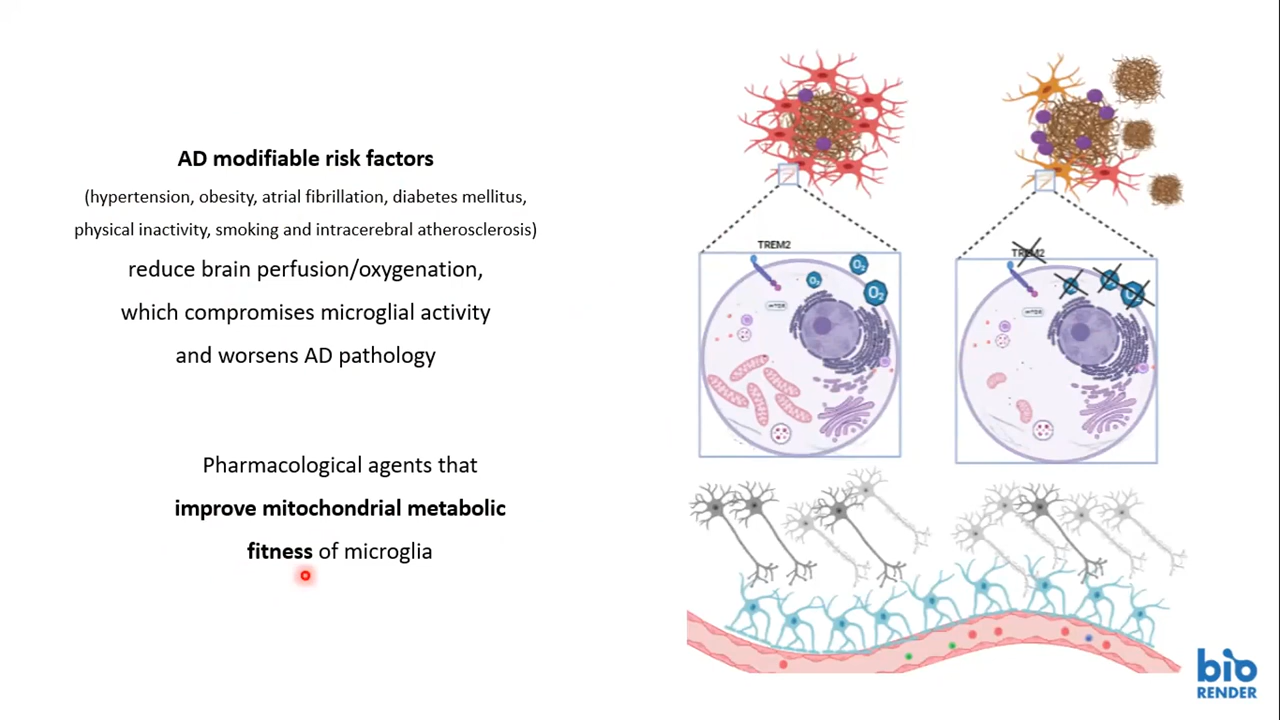 AD modifiable risk factors
(hypertension, obesity, atrial fibrillation, diabetes mellitus,
physical inactivity, smoking and intracerebral atherosclerosis)
reduce brain perfusion/oxygenation,
which compromises microglial activity
and worsens AD pathology
Pharmacological agents that
improve mitochondrial metabolic
fitness of microglia
TREM2
O₂
O₂
O₂
mTOR
TREM2
O₂
mTOR
bio
RENDER